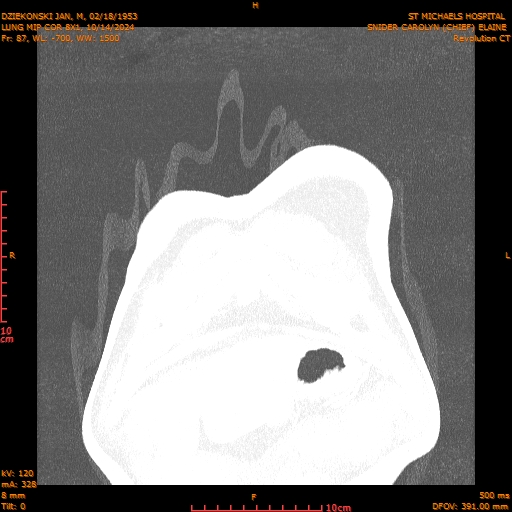 H
DZIEKONSKI JAN, M, 02/18/1953
ST MICHAELS HOSPITAL
LUNG MIP COR 8X1, 10/14/2024
SNIDER CAROLYN (CHIEF) ELAINE
Fr: 87, WL: -700, WW: 1500
Revolution CT
R
L
10
cm
kV: 120
mA: 328
8 mm
Tilt: 0
F
10cm
500 ms
DFOV: 391.00 mm